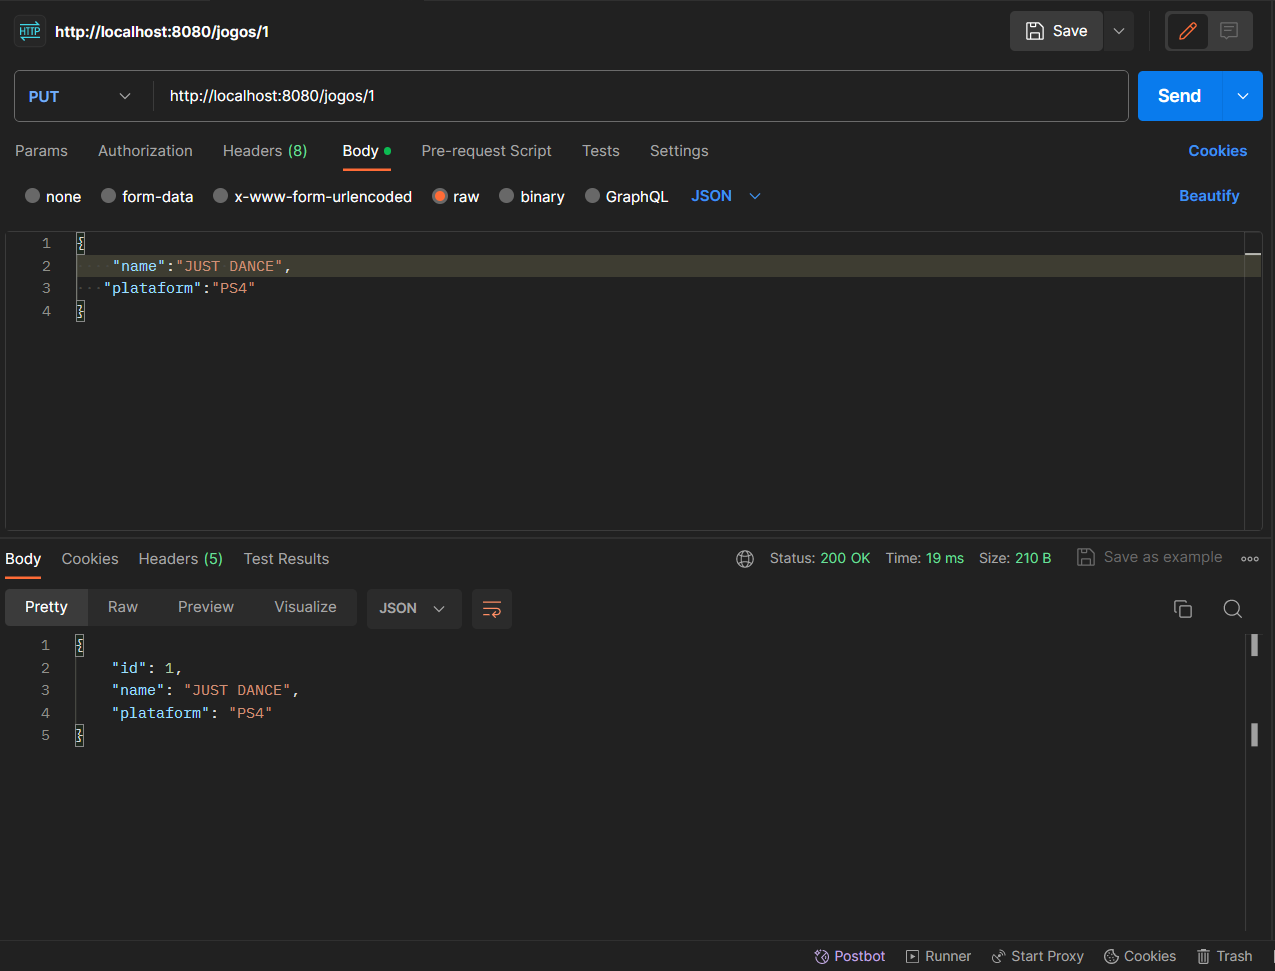 HTTP http://localhost:8080/jogos/1 Save
PUT http://localhost:8080/jogos/1 Send
Params Authorization Headers (8) Body Pre-request Script Tests Settings Cookies
none form-data x-www-form-urlencoded raw binary GraphQL JSON Beautify
1 {
2 "name":"JUST DANCE",
3 "plataform":"PS4"
4 }
Body Cookies Headers (5) Test Results Status: 200 OK Time: 19 ms Size: 210 B Save as example
Pretty Raw Preview Visualize JSON
1 {
2 "id": 1,
3 "name": "JUST DANCE",
4 "plataform": "PS4"
5 }
Postbot Runner Start Proxy Cookies Trash